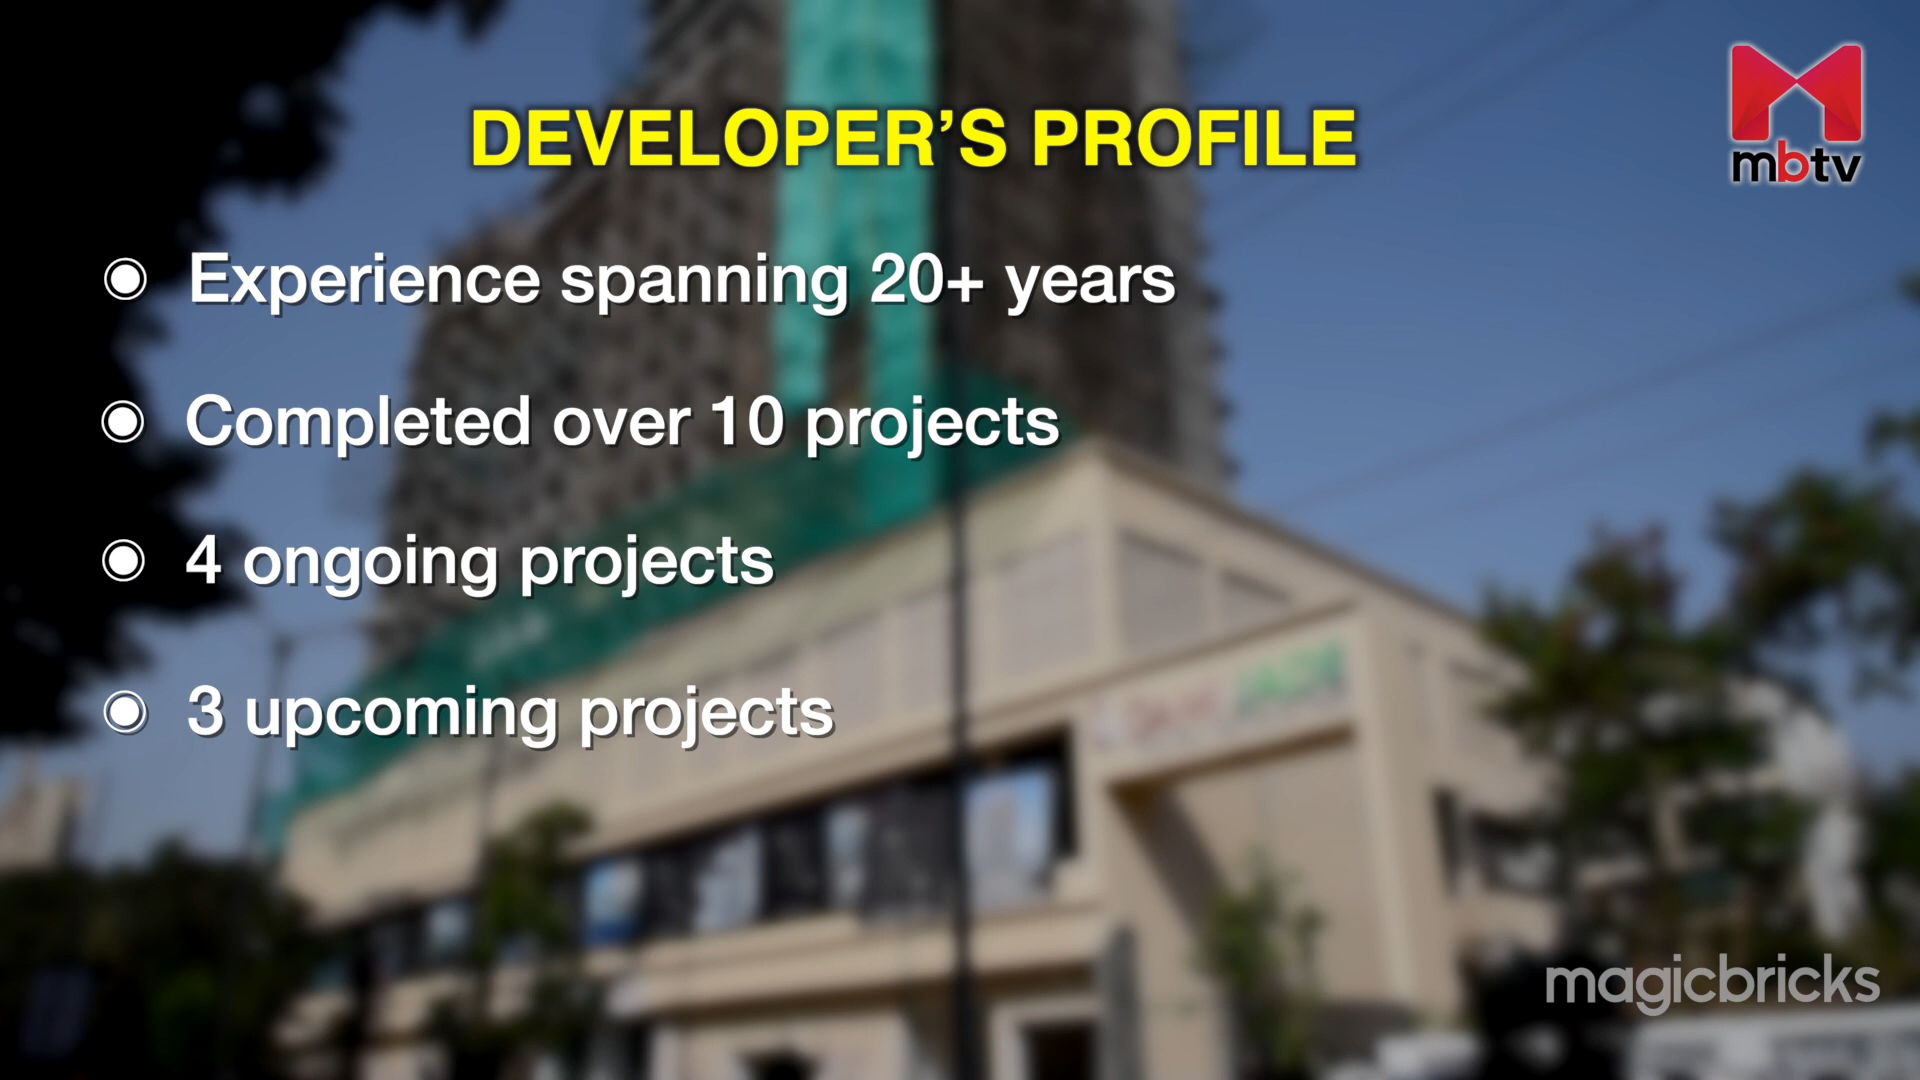 DEVELOPER’S PROFILE
mbtv
◉ Experience spanning 20+ years
◉ Completed over 10 projects
◉ 4 ongoing projects
◉ 3 upcoming projects
magicbricks